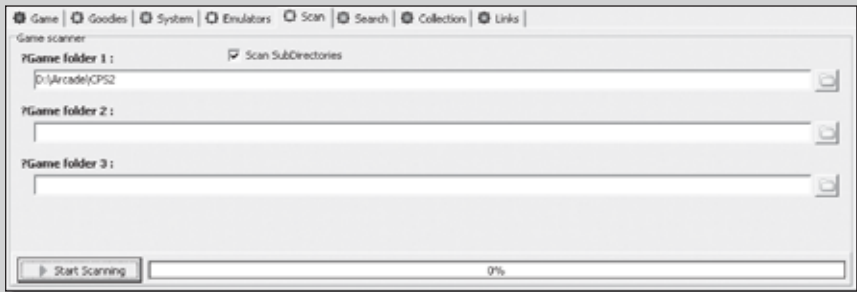 Game Goodies System Emulators Scan Search Collection Links
Game scanner
?Game folder 1 : Scan SubDirectories
D:\Arcade\CPS2
?Game folder 2 :
?Game folder 3 :
Start Scanning 0%